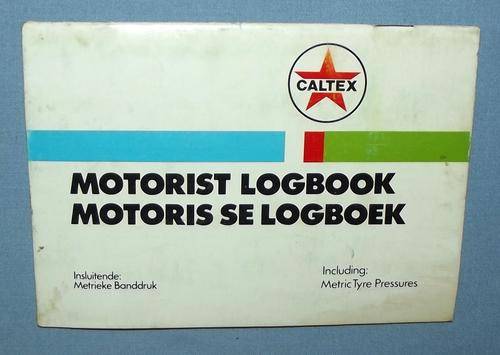 CALTEX
MOTORIST LOGBOOK
MOTORIS SE LOGBOEK
Insluitende:
Metrieke Banddruk
Including:
Metric Tyre Pressures